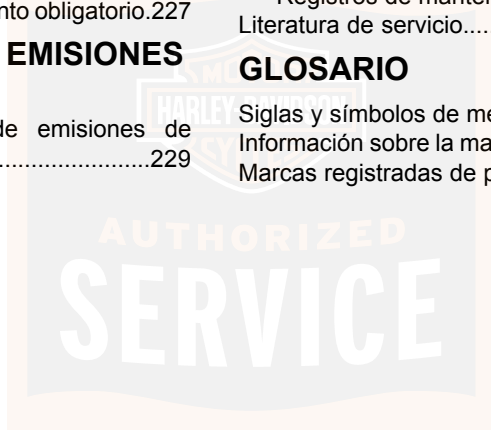 nto obligatorio.227
EMISIONES
de emisiones de
........................229
Literatura de servicio....
GLOSARIO
Siglas y símbolos de me
Información sobre la ma
Marcas registradas de p
HARLEY-DAVIDSON
AUTHORIZED
SERVICE